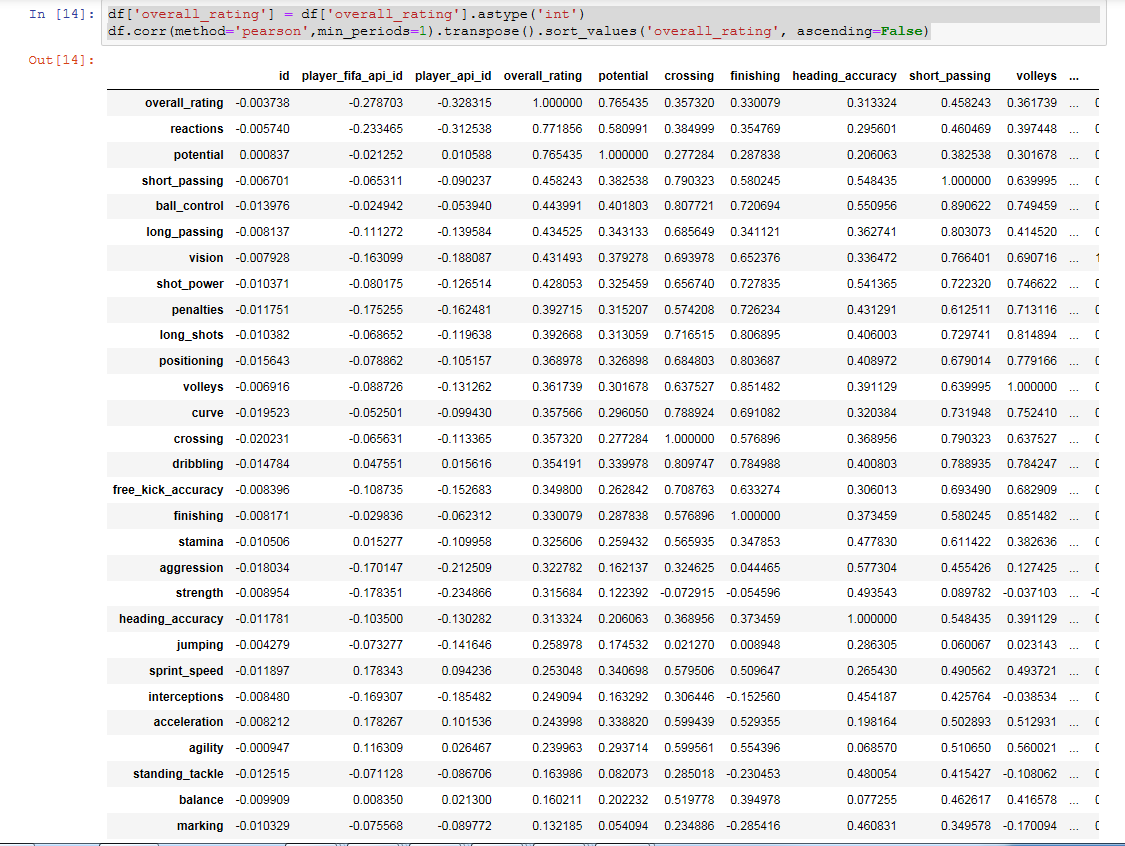 In [14]: df['overall_rating'] = df['overall_rating'].astype('int')
df.corr(method='pearson',min_periods=1).transpose().sort_values('overall_rating', ascending=False)
Out[14]:
id player_fifa_api_id player_api_id overall_rating potential crossing finishing heading_accuracy short_passing volleys ...
overall_rating -0.003738 -0.278703 -0.328315 1.000000 0.765435 0.357320 0.330079 0.313324 0.458243 0.361739 ...
reactions -0.005740 -0.233465 -0.312538 0.771856 0.580991 0.384999 0.354769 0.295601 0.460469 0.397448 ...
potential 0.000837 -0.021252 0.010588 0.765435 1.000000 0.277284 0.287838 0.206063 0.382538 0.301678 ...
short_passing -0.006701 -0.065311 -0.090237 0.458243 0.382538 0.790323 0.580245 0.548435 1.000000 0.639995 ...
ball_control -0.013976 -0.024942 -0.053940 0.443991 0.401803 0.807721 0.720694 0.550956 0.890622 0.749459 ...
long_passing -0.008137 -0.111272 -0.139584 0.434525 0.343133 0.685649 0.341121 0.362741 0.803073 0.414520 ...
vision -0.007928 -0.163099 -0.188087 0.431493 0.379278 0.693978 0.652376 0.336472 0.766401 0.690716 ...
shot_power -0.010371 -0.080175 -0.126514 0.428053 0.325459 0.656740 0.727835 0.541365 0.722320 0.746622 ...
penalties -0.011751 -0.175255 -0.162481 0.392715 0.315207 0.574208 0.726234 0.431291 0.612511 0.713116 ...
long_shots -0.010382 -0.068652 -0.119638 0.392668 0.313059 0.716515 0.806895 0.406003 0.729741 0.814894 ...
positioning -0.015643 -0.078862 -0.105157 0.368978 0.326898 0.684803 0.803687 0.408972 0.679014 0.779166 ...
volleys -0.006916 -0.088726 -0.131262 0.361739 0.301678 0.637527 0.851482 0.391129 0.639995 1.000000 ...
curve -0.019523 -0.052501 -0.099430 0.357566 0.296050 0.788924 0.691082 0.320384 0.731948 0.752410 ...
crossing -0.020231 -0.065631 -0.113365 0.357320 0.277284 1.000000 0.576896 0.368956 0.790323 0.637527 ...
dribbling -0.014784 0.047551 0.015616 0.354191 0.339978 0.809747 0.784988 0.400803 0.788935 0.784247 ...
free_kick_accuracy -0.008396 -0.108735 -0.152683 0.349800 0.262842 0.708763 0.633274 0.306013 0.693490 0.682909 ...
finishing -0.008171 -0.029836 -0.062312 0.330079 0.287838 0.576896 1.000000 0.373459 0.580245 0.851482 ...
stamina -0.010506 0.015277 -0.109958 0.325606 0.259432 0.565935 0.347853 0.477830 0.611422 0.382636 ...
aggression -0.018034 -0.170147 -0.212509 0.322782 0.162137 0.324625 0.044465 0.577304 0.455426 0.127425 ...
strength -0.008954 -0.178351 -0.234866 0.315684 0.122392 -0.072915 -0.054596 0.493543 0.089782 -0.037103 ...
heading_accuracy -0.011781 -0.103500 -0.130282 0.313324 0.206063 0.368956 0.373459 1.000000 0.548435 0.391129 ...
jumping -0.004279 -0.073277 -0.141646 0.258978 0.174532 0.021270 0.008948 0.286305 0.060067 0.023143 ...
sprint_speed -0.011897 0.178343 0.094236 0.253048 0.340698 0.579506 0.509647 0.265430 0.490562 0.493721 ...
interceptions -0.008480 -0.169307 -0.185482 0.249094 0.163292 0.306446 -0.152560 0.454187 0.425764 -0.038534 ...
acceleration -0.008212 0.178267 0.101536 0.243998 0.338820 0.599439 0.529355 0.198164 0.502893 0.512931 ...
agility -0.000947 0.116309 0.026467 0.239963 0.293714 0.599561 0.554396 0.068570 0.510650 0.560021 ...
standing_tackle -0.012515 -0.071128 -0.086706 0.163986 0.082073 0.285018 -0.230453 0.480054 0.415427 -0.108062 ...
balance -0.009909 0.008350 0.021300 0.160211 0.202232 0.519778 0.394978 0.077255 0.462617 0.416578 ...
marking -0.010329 -0.075568 -0.089772 0.132185 0.054094 0.234886 -0.285416 0.460831 0.349578 -0.170094 ...